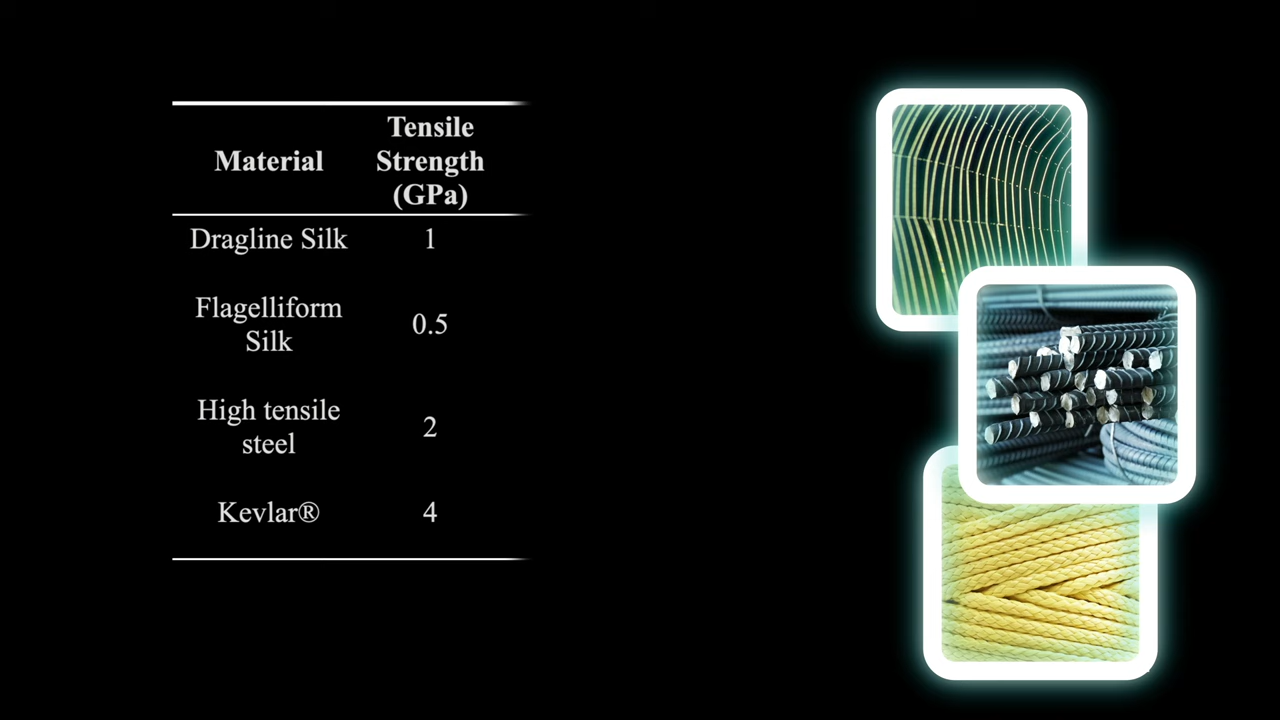 Material
Tensile
Strength
(GPa)
Dragline Silk 1
Flagelliform
Silk
0.5
High tensile
steel
2
Kevlar® 4